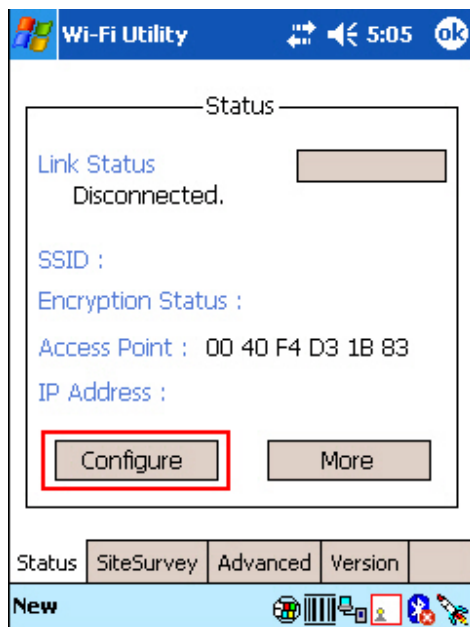 Wi-Fi Utility 5:05 ok
Status
Link Status
Disconnected.
SSID :
Encryption Status :
Access Point : 00 40 F4 D3 1B 83
IP Address :
Configure More
Status SiteSurvey Advanced Version
New